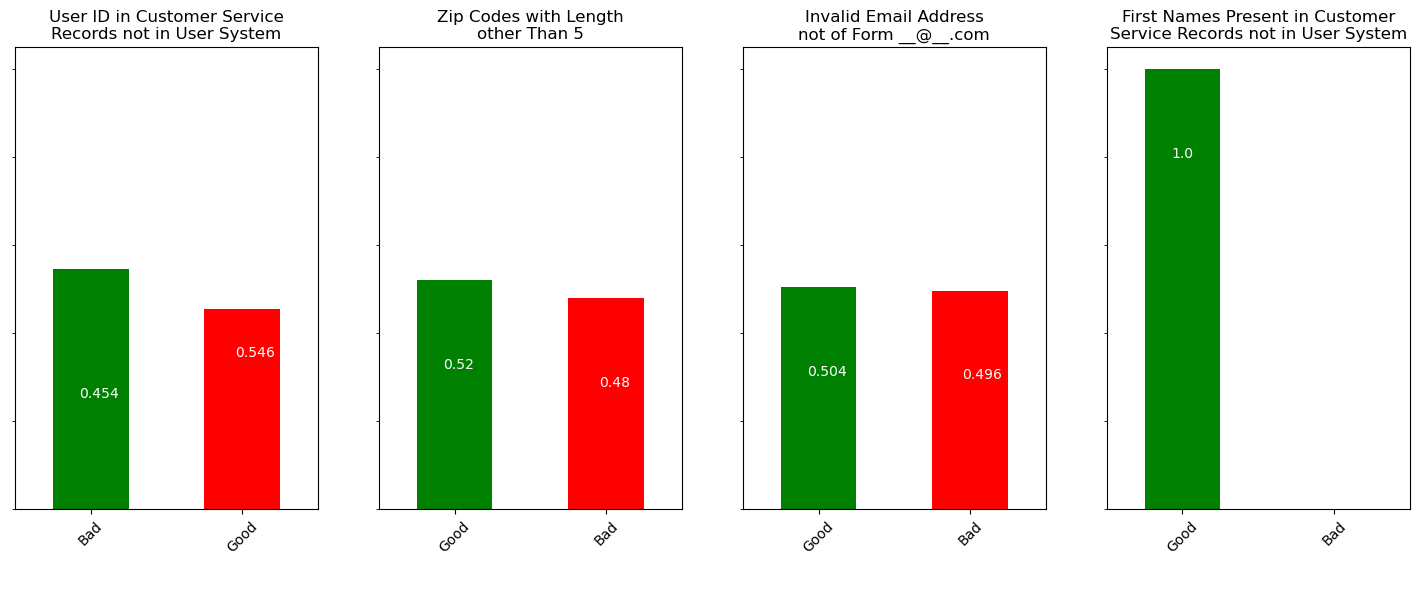 User ID in Customer Service
Records not in User System
Zip Codes with Length
other Than 5
Invalid Email Address
not of Form __@__.com
First Names Present in Customer
Service Records not in User System
0.454
0.546
Bad
Good
0.52
0.48
Good
Bad
0.504
0.496
Good
Bad
1.0
Good
Bad